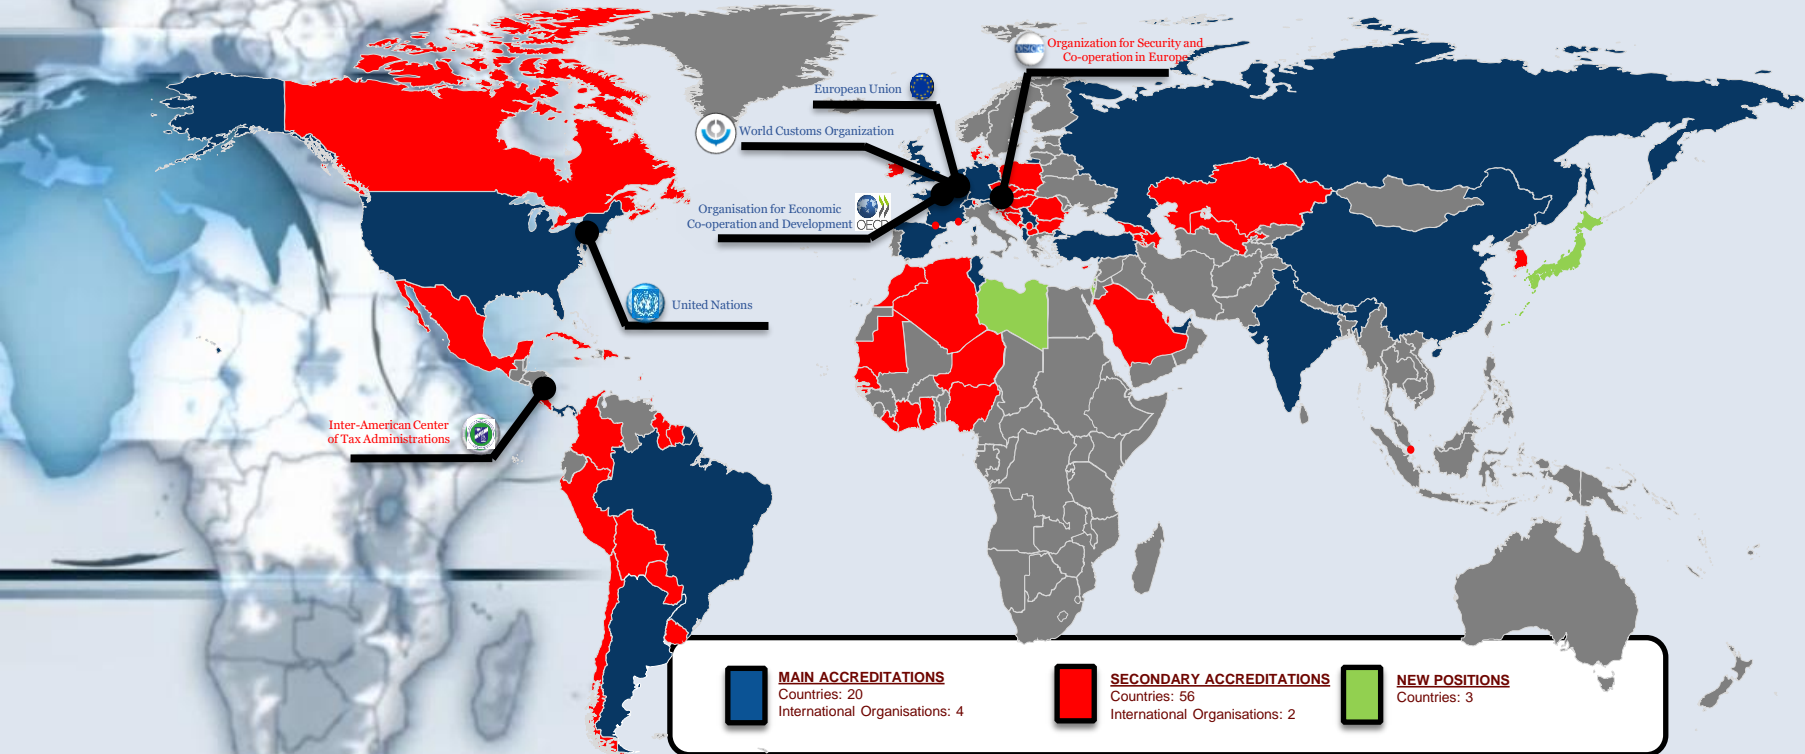 Organization for Security and
Co-operation in Europe
European Union
World Customs Organization
Organisation for Economic
Co-operation and Development
OECD
United Nations
Inter-American Center
of Tax Administrations
MAIN ACCREDITATIONS
Countries: 20
International Organisations: 4
SECONDARY ACCREDITATIONS
Countries: 56
International Organisations: 2
NEW POSITIONS
Countries: 3